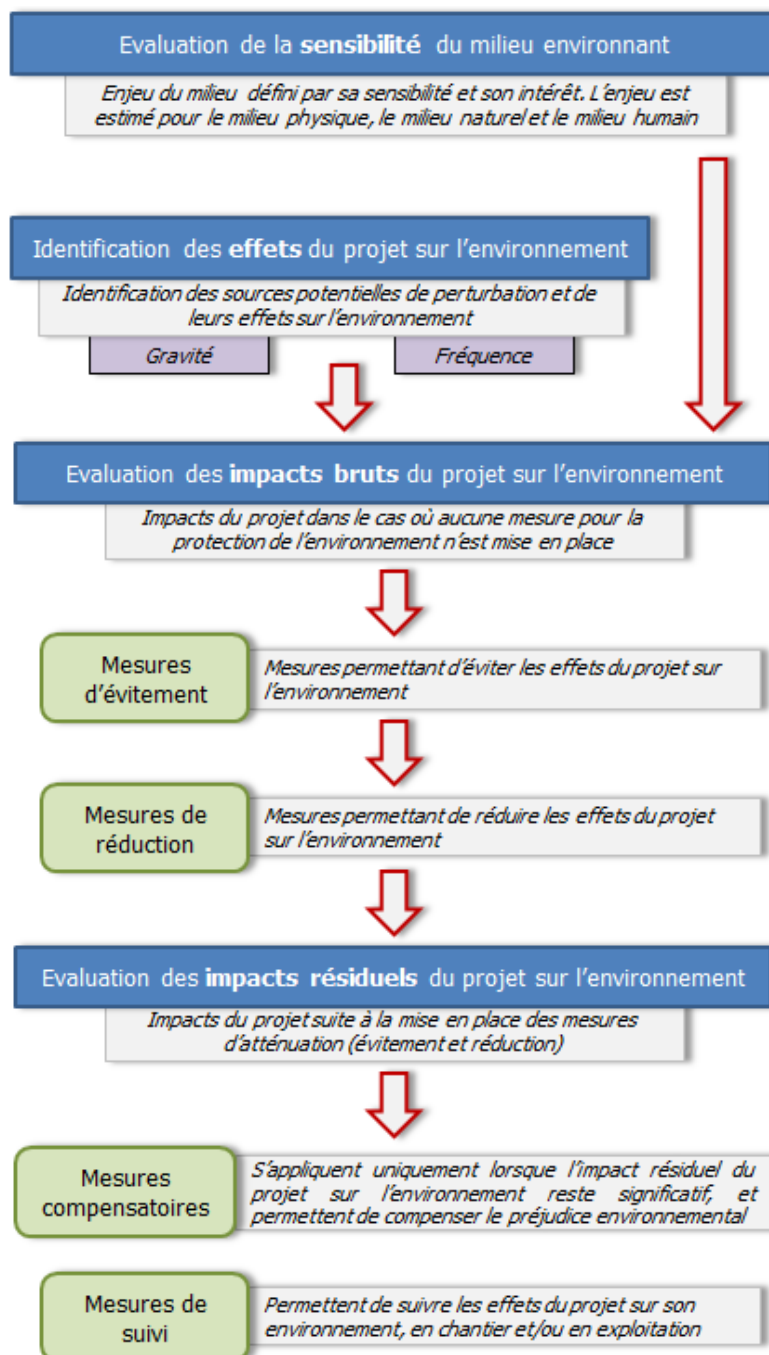 Evaluation de la sensibilité du milieu environnant
Enjeu du milieu défini par sa sensibilité et son intérêt. L'enjeu est
estimé pour le milieu physique, le milieu naturel et le milieu humain
Identification des effets du projet sur l'environnement
Identification des sources potentielles de perturbation et de
leurs effets sur l'environnement
Gravité
Fréquence
Evaluation des impacts bruts du projet sur l'environnement
Impacts du projet dans le cas où aucune mesure pour la
protection de l'environnement n'est mise en place
Mesures
d'évitement
Mesures permettant d'éviter les effets du projet sur
l'environnement
Mesures de
réduction
Mesures permettant de réduire les effets du projet
sur l'environnement
Evaluation des impacts résiduels du projet sur l'environnement
Impacts du projet suite à la mise en place des mesures
d'atténuation (évitement et réduction)
Mesures
compensatoires
S'appliquent uniquement lorsque l'impact résiduel du
projet sur l'environnement reste significatif, et
permettent de compenser le préjudice environnemental
Mesures de
suivi
Permettent de suivre les effets du projet sur son
environnement, en chantier et/ou en exploitation